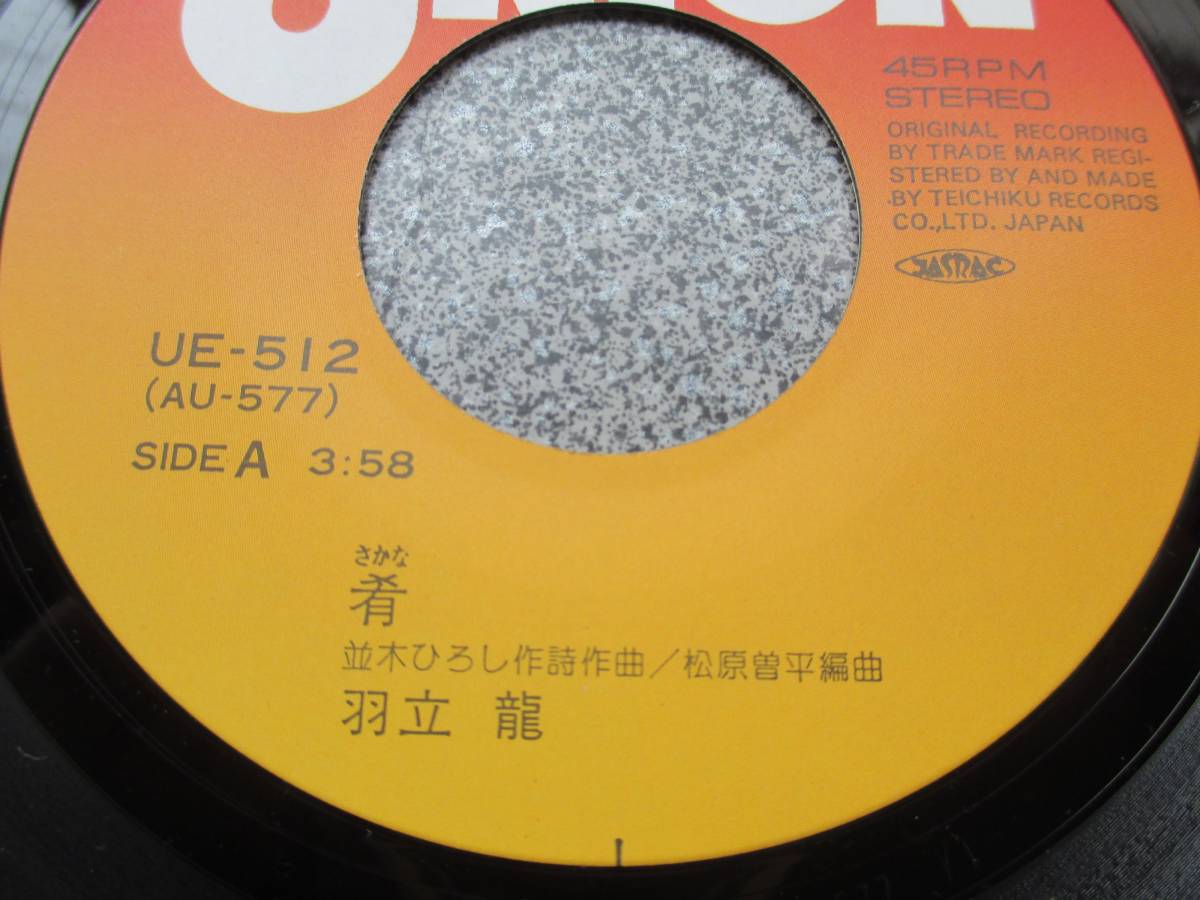 UNION
45RPM
STEREO
ORIGINAL RECORDING
BY TRADE MARK REGI-
STERED BY AND MADE
BY TEICHIKU RECORDS
CO.,LTD. JAPAN
JASRAC
UE-512
(AU-577)
SIDE A 3:58
さかな
肴
並木ひろし作詩作曲/松原曽平編曲
羽立 龍